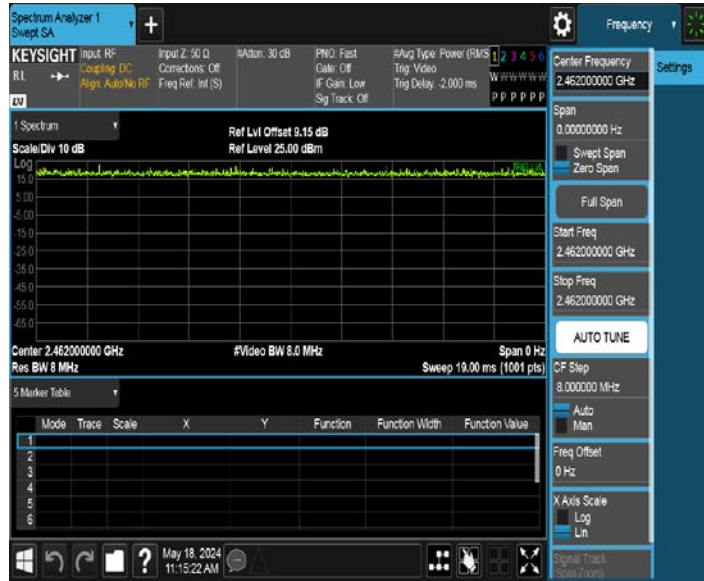 Spectrum Analyzer 1
Swept SA
+
Frequency
KEYSIGHT
RL
Input: RF
Coupling: DC
Align: Auto/No RF
Input Z: 50 Ω
Corrections: Off
Freq Ref: Int (S)
#Atten: 30 dB
PNO: Fast
Gate: Off
IF Gain: Low
Sig Track: Off
#Avg Type: Power (RMS
Trig: Video
Trig Delay: -2.000 ms
1 2 3 4 5 6
W W W W W W
P P P P P P
1 Spectrum
Scale/Div 10 dB
Ref Lvl Offset 9.15 dB
Ref Level 25.00 dBm
Log
15.0
5.00
-5.00
-15.0
-25.0
-35.0
-45.0
-55.0
-65.0
TRIG LVL
Center 2.462000000 GHz
#Video BW 8.0 MHz
Span 0 Hz
Res BW 8 MHz
Sweep 19.00 ms (1001 pts)
5 Marker Table
Mode Trace Scale X Y Function Function Width Function Value
1
2
3
4
5
6
Center Frequency
2.462000000 GHz
Settings
Span
0.00000000 Hz
Swept Span
Zero Span
Full Span
Start Freq
2.462000000 GHz
Stop Freq
2.462000000 GHz
AUTO TUNE
CF Step
8.000000 MHz
Auto
Man
Freq Offset
0 Hz
X Axis Scale
Log
Lin
Signal Track
(Span Zoom)
?
May 18, 2024
11:15:22 AM